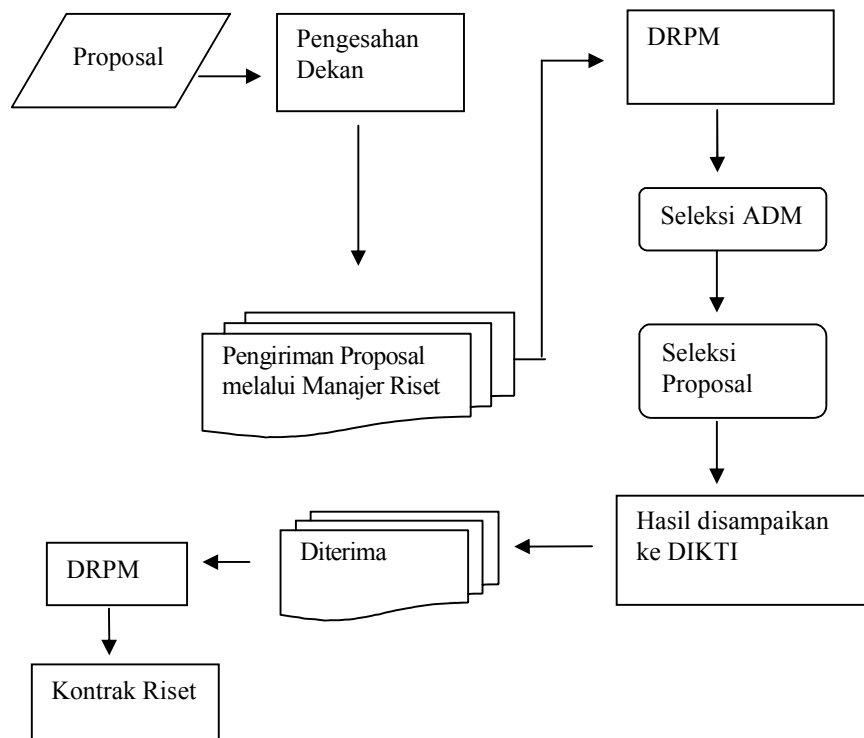 Proposal
Pengesahan
Dekan
DRPM
Seleksi ADM
Pengiriman Proposal
melalui Manajer Riset
Seleksi
Proposal
Hasil disampaikan
ke DIKTI
Diterima
DRPM
Kontrak Riset